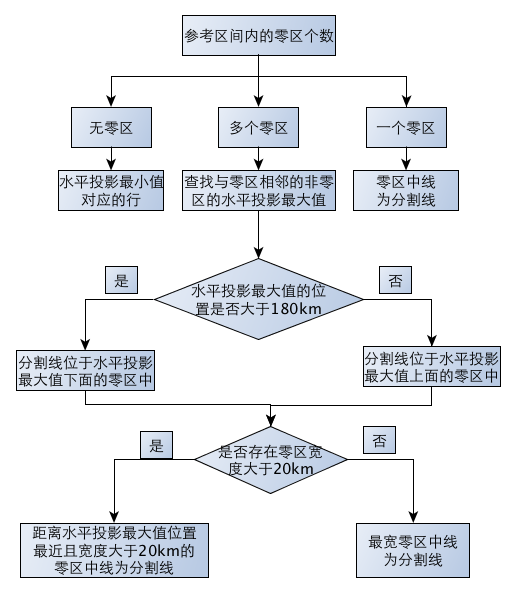 参考区间内的零区个数
无零区
多个零区
一个零区
水平投影最小值
对应的行
查找与零区相邻的非零
区的水平投影最大值
零区中线
为分割线
是
水平投影最大值的位
置是否大于180km
否
分割线位于水平投影
最大值下面的零区中
分割线位于水平投影
最大值上面的零区中
是
是否存在零区宽
度大于20km
否
距离水平投影最大值位置
最近且宽度大于20km的
零区中线为分割线
最宽零区中线
为分割线